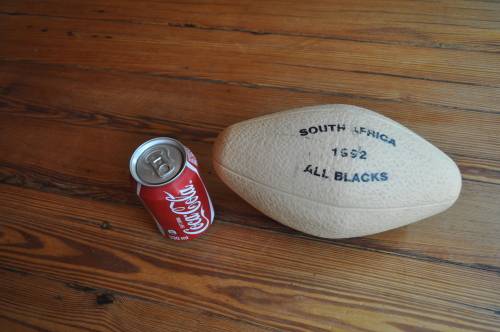 SOUTH AFRICA
1992
ALL BLACKS
Coca-Cola